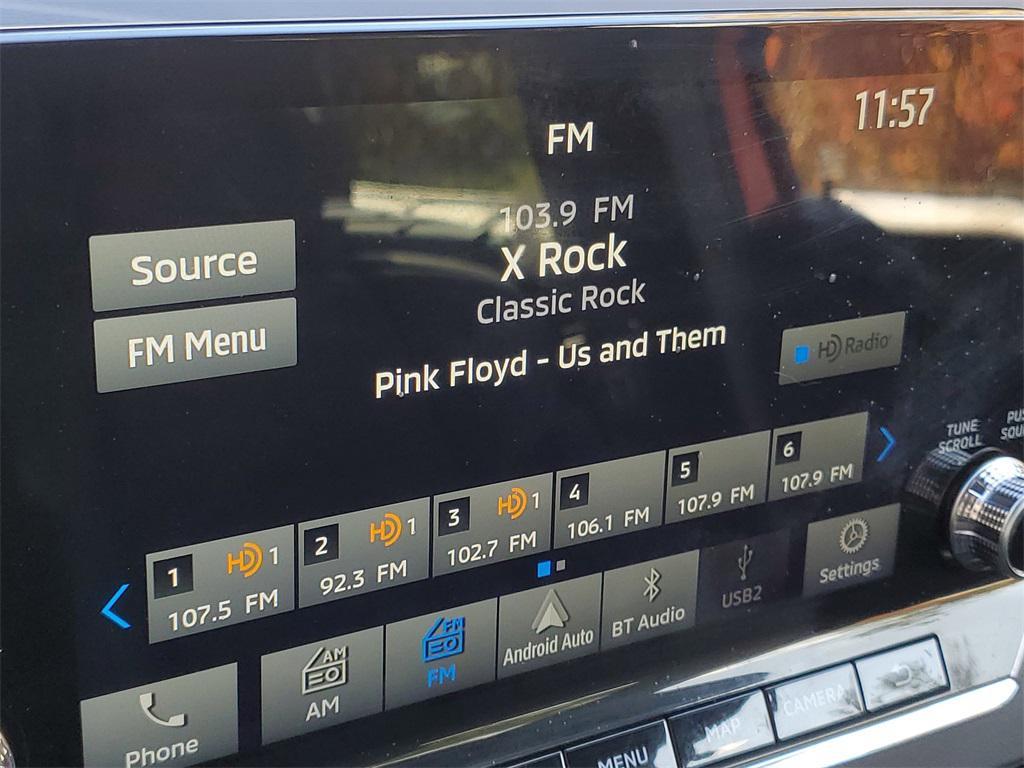 11:57
FM
103.9 FM
X Rock
Classic Rock
Pink Floyd - Us and Them
Source
FM Menu
HD Radio
TUNE
SCROLL
1 HD 1
107.5 FM
2 HD 1
92.3 FM
3 HD 1
102.7 FM
4
106.1 FM
5
107.9 FM
6
107.9 FM
Phone
AM
AM
FM
FM
Android Auto
BT Audio
USB2
Settings
MENU
MAP
CAMERA